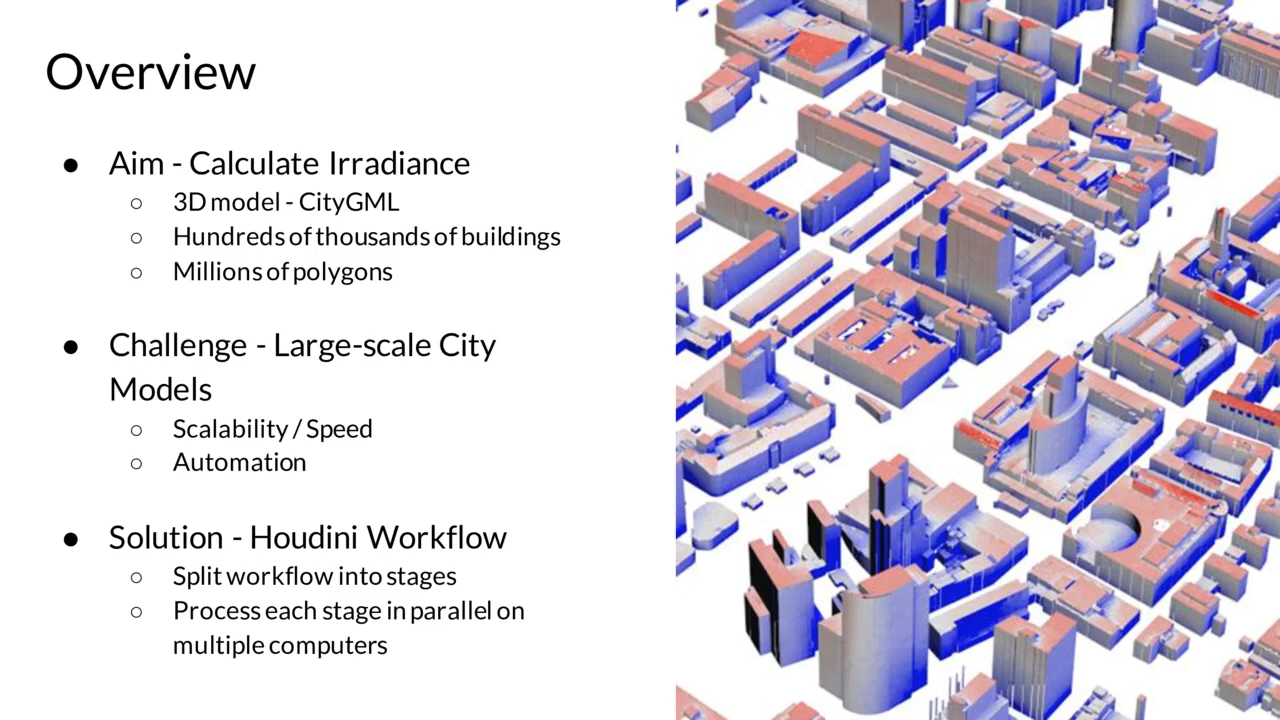 Overview
● Aim - Calculate Irradiance
○ 3D model - CityGML
○ Hundreds of thousands of buildings
○ Millions of polygons
● Challenge - Large-scale City
Models
○ Scalability / Speed
○ Automation
● Solution - Houdini Workflow
○ Split workflow into stages
○ Process each stage in parallel on
multiple computers